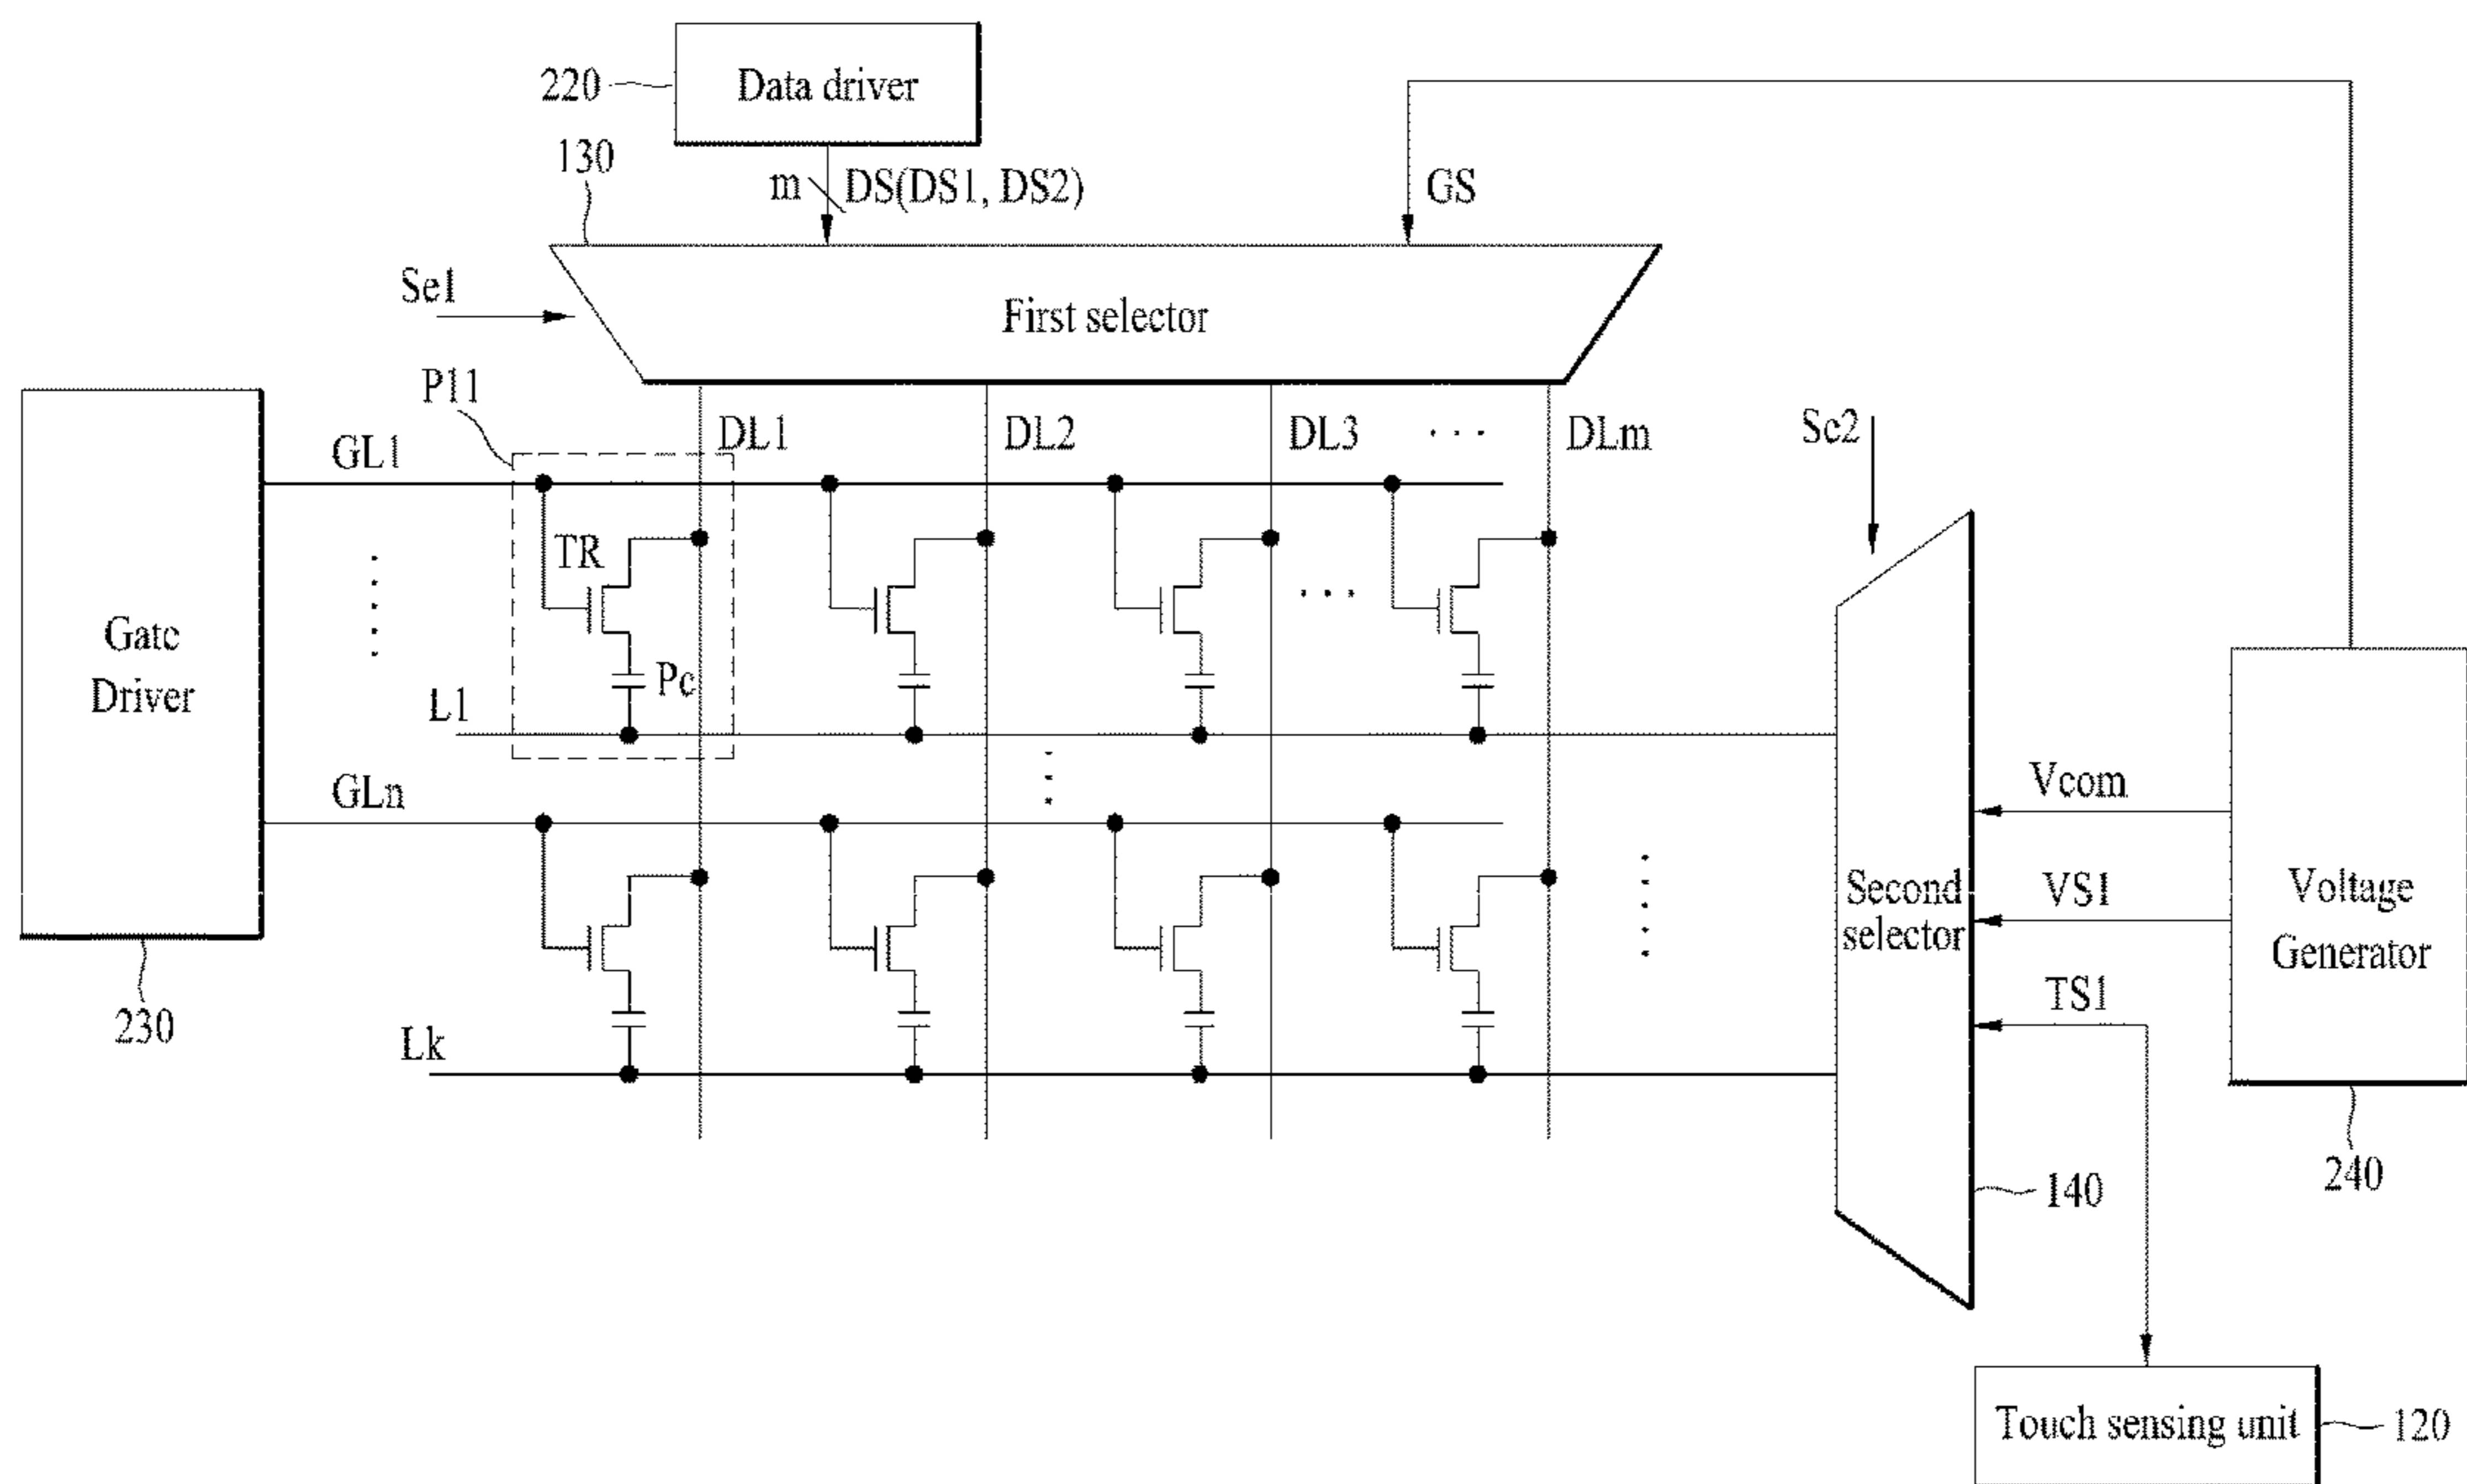 Data driver
220
130
m
DS(DS1, DS2)
GS
Se1
First selector
P11
DL1
DL2
DL3
· · ·
DLm
Se2
GL1
TR
Gate
Driver
Pc
L1
GLn
Vcom
Second
selector
VS1
Voltage
Generator
TS1
230
Lk
140
240
Touch sensing unit
120